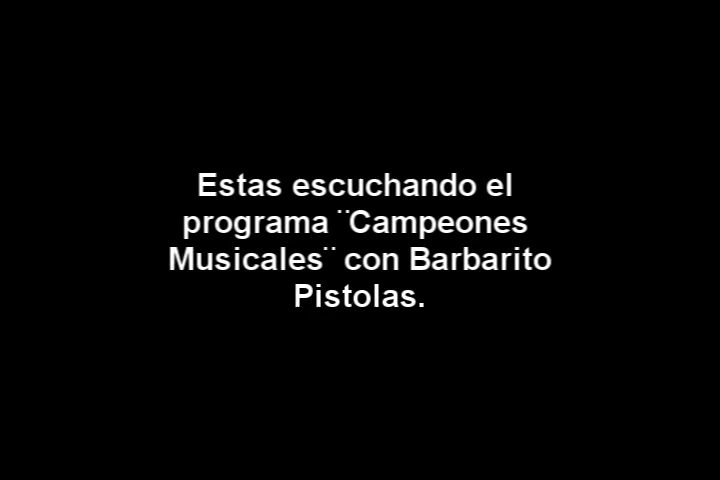 Estas escuchando el
programa ¨Campeones
Musicales¨ con Barbarito
Pistolas.